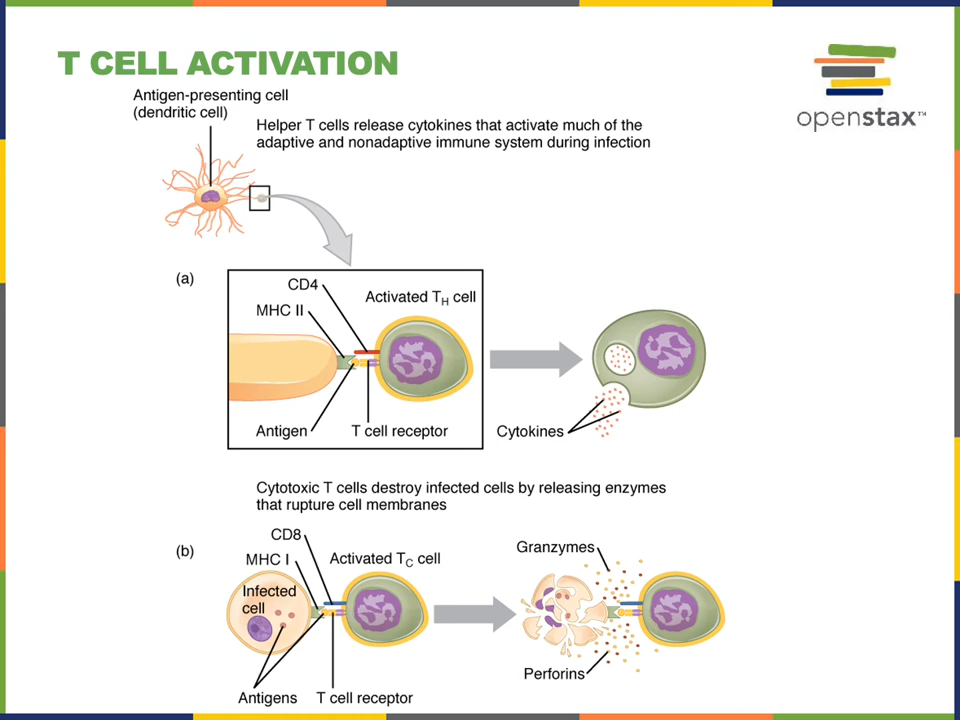 T CELL ACTIVATION
openstax™
Antigen-presenting cell
(dendritic cell)
Helper T cells release cytokines that activate much of the
adaptive and nonadaptive immune system during infection
(a)
CD4
MHC II
Activated TH cell
Antigen
T cell receptor
Cytokines
Cytotoxic T cells destroy infected cells by releasing enzymes
that rupture cell membranes
(b)
CD8
MHC I
Activated TC cell
Infected
cell
Antigens
T cell receptor
Granzymes
Perforins